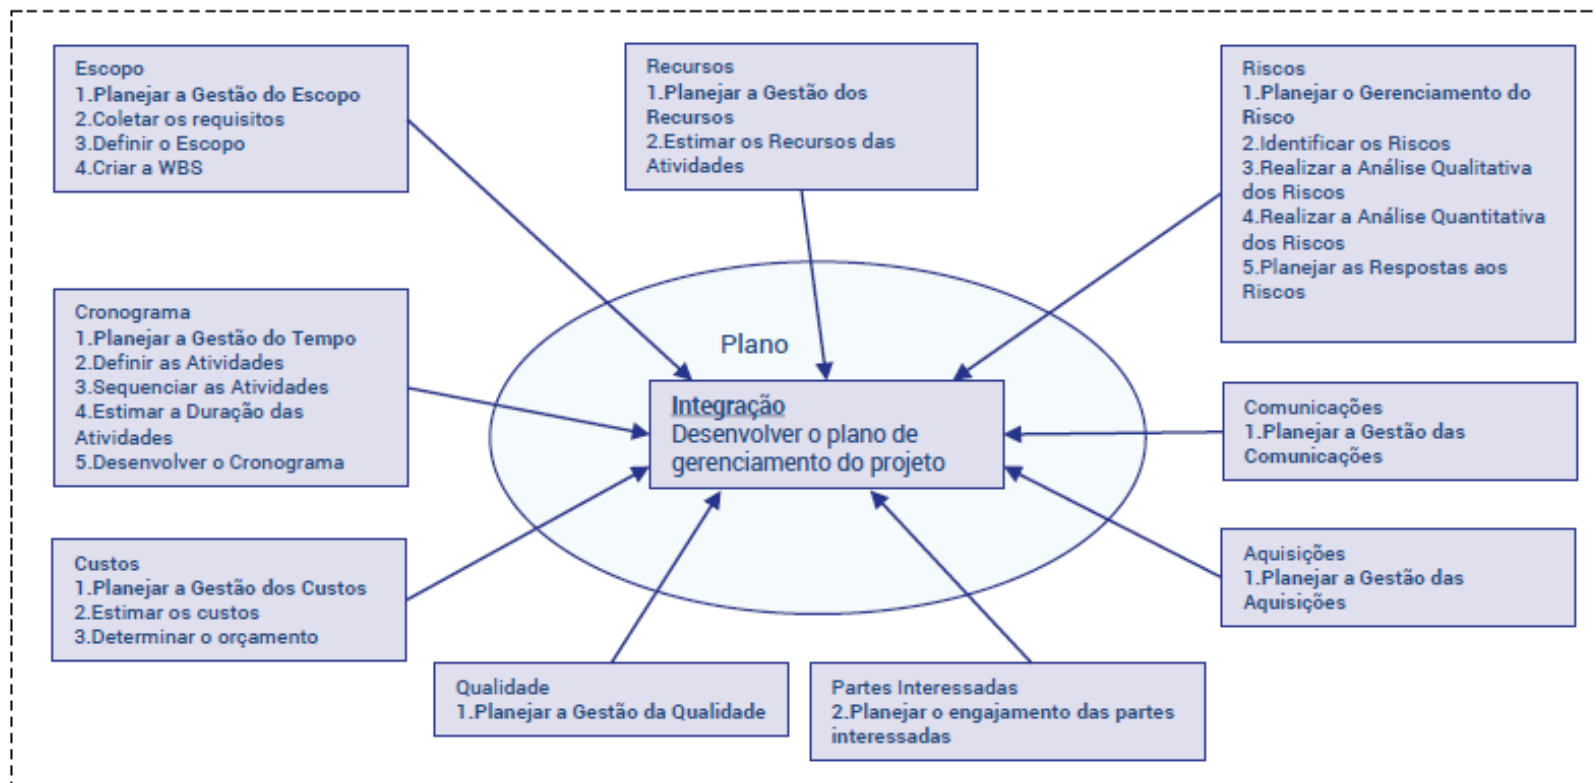 Escopo
1.Planejar a Gestão do Escopo
2.Coletar os requisitos
3.Definir o Escopo
4.Criar a WBS
Recursos
1.Planejar a Gestão dos
Recursos
2.Estimar os Recursos das
Atividades
Riscos
1.Planejar o Gerenciamento do
Risco
2.Identificar os Riscos
3.Realizar a Análise Qualitativa
dos Riscos
4.Realizar a Análise Quantitativa
dos Riscos
5.Planejar as Respostas aos
Riscos
Cronograma
1.Planejar a Gestão do Tempo
2.Definir as Atividades
3.Sequenciar as Atividades
4.Estimar a Duração das
Atividades
5.Desenvolver o Cronograma
Plano
Integração
Desenvolver o plano de
gerenciamento do projeto
Comunicações
1.Planejar a Gestão das
Comunicações
Custos
1.Planejar a Gestão dos Custos
2.Estimar os custos
3.Determinar o orçamento
Aquisições
1.Planejar a Gestão das
Aquisições
Qualidade
1.Planejar a Gestão da Qualidade
Partes Interessadas
2.Planejar o engajamento das partes
interessadas